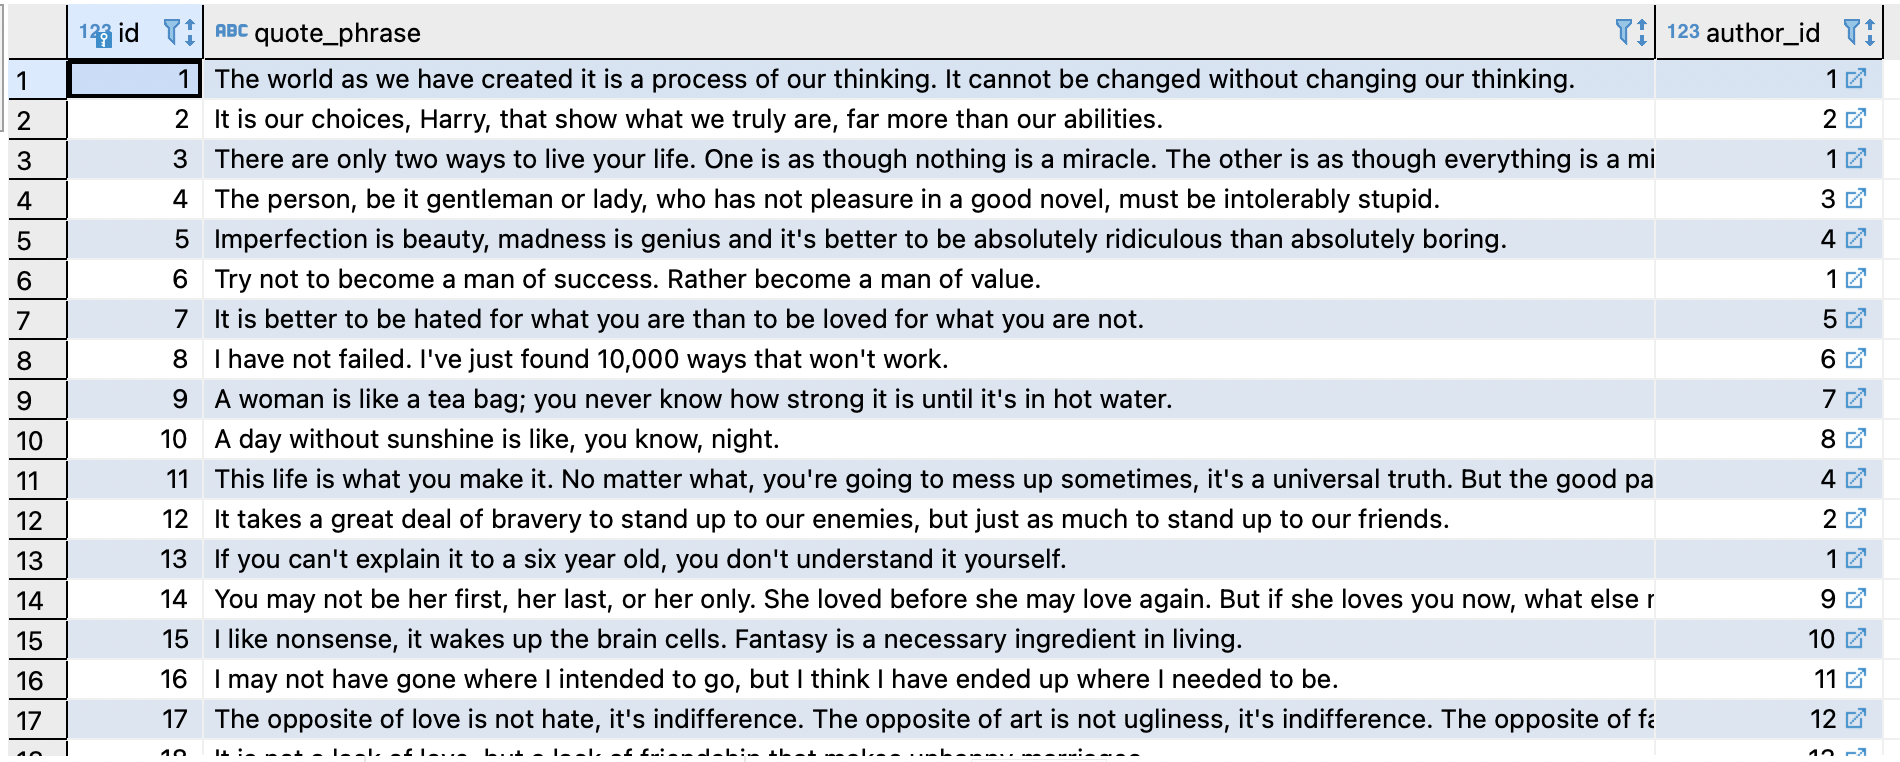 123 id ABC quote_phrase 123 author_id
1 1 The world as we have created it is a process of our thinking. It cannot be changed without changing our thinking. 1
2 2 It is our choices, Harry, that show what we truly are, far more than our abilities. 2
3 3 There are only two ways to live your life. One is as though nothing is a miracle. The other is as though everything is a mi 1
4 4 The person, be it gentleman or lady, who has not pleasure in a good novel, must be intolerably stupid. 3
5 5 Imperfection is beauty, madness is genius and it's better to be absolutely ridiculous than absolutely boring. 4
6 6 Try not to become a man of success. Rather become a man of value. 1
7 7 It is better to be hated for what you are than to be loved for what you are not. 5
8 8 I have not failed. I've just found 10,000 ways that won't work. 6
9 9 A woman is like a tea bag; you never know how strong it is until it's in hot water. 7
10 10 A day without sunshine is like, you know, night. 8
11 11 This life is what you make it. No matter what, you're going to mess up sometimes, it's a universal truth. But the good pa 4
12 12 It takes a great deal of bravery to stand up to our enemies, but just as much to stand up to our friends. 2
13 13 If you can't explain it to a six year old, you don't understand it yourself. 1
14 14 You may not be her first, her last, or her only. She loved before she may love again. But if she loves you now, what else 9
15 15 I like nonsense, it wakes up the brain cells. Fantasy is a necessary ingredient in living. 10
16 16 I may not have gone where I intended to go, but I think I have ended up where I needed to be. 11
17 17 The opposite of love is not hate, it's indifference. The opposite of art is not ugliness, it's indifference. The opposite of fa 12
18 18 It is not a lack of love, but a lack of friendship that makes unhappy marriages. 13